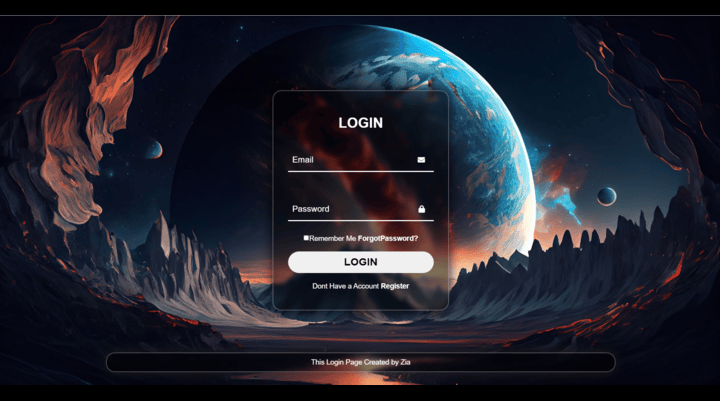 LOGIN
Email
Password
Remember Me ForgotPassword?
LOGIN
Dont Have a Account Register
This Login Page Created by Zia